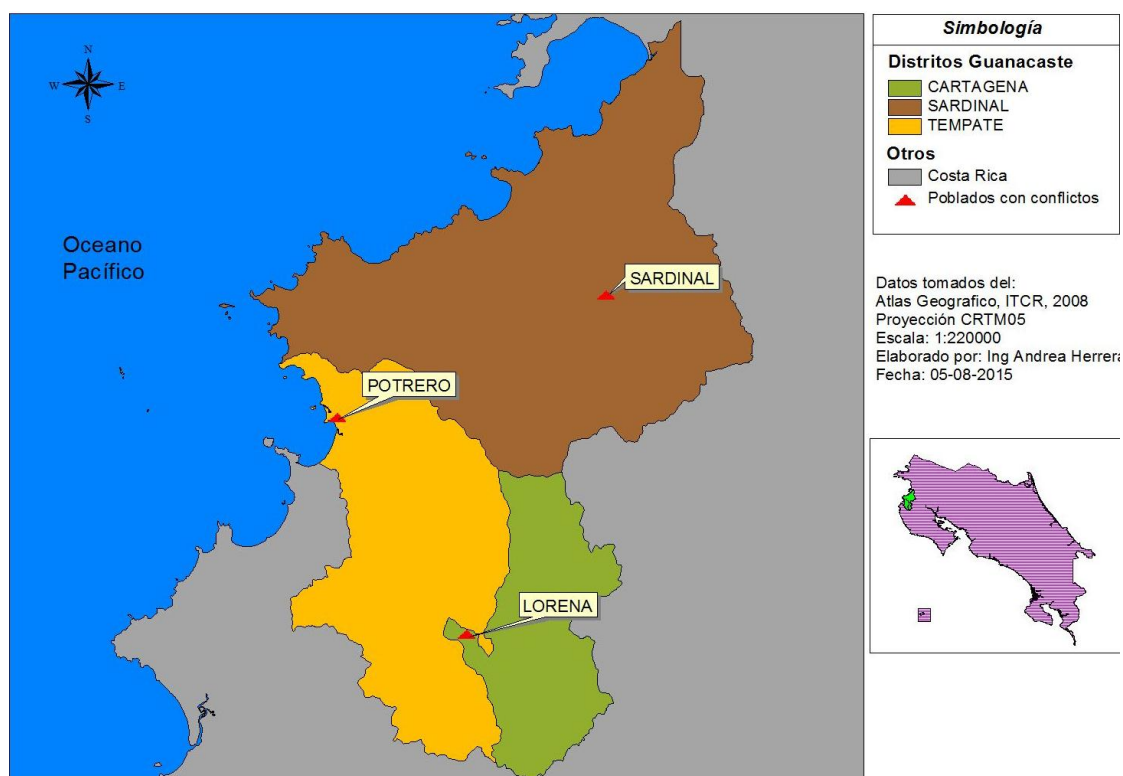 N
W E
S
Oceano
Pacífico
SARDINAL
POTRERO
LORENA
Simbología
Distritos Guanacaste
CARTAGENA
SARDINAL
TEMPATE
Otros
Costa Rica
Poblados con conflictos
Datos tomados del:
Atlas Geografico, ITCR, 2008
Proyección CRTM05
Escala: 1:220000
Elaborado por: Ing Andrea Herrera
Fecha: 05-08-2015